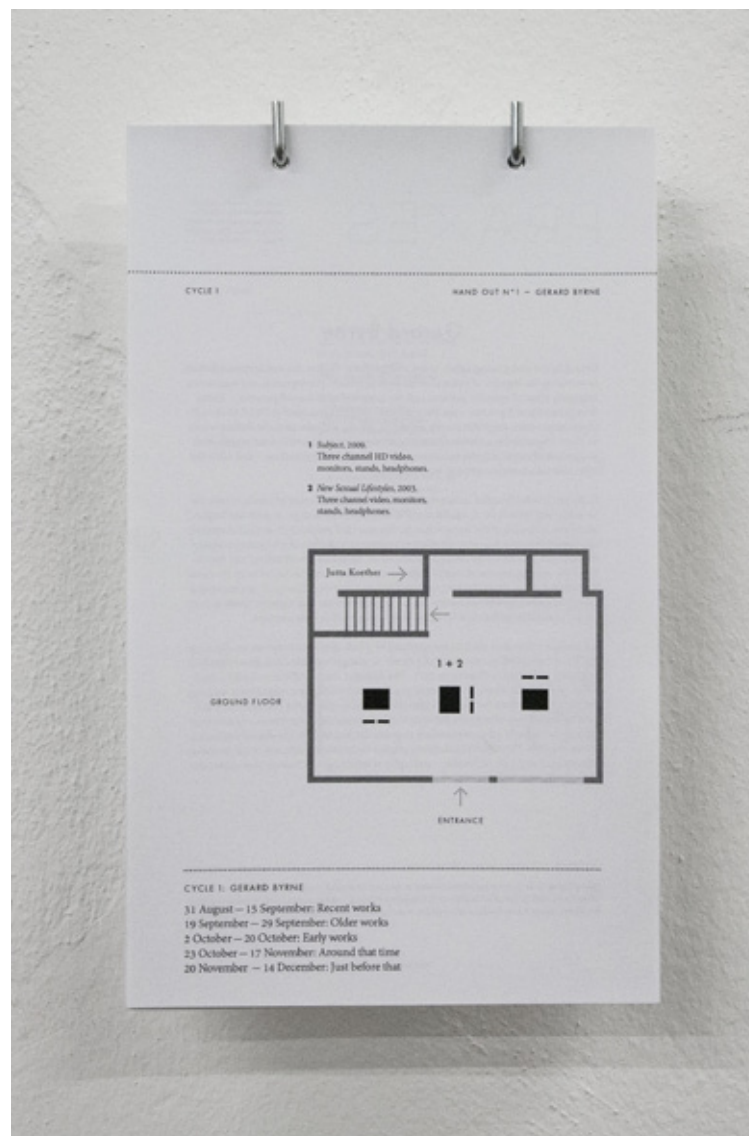 CYCLE 1
HAND OUT N°1 — GERARD BYRNE
1 Subject, 2009.
Three channel HD video,
monitors, stands, headphones.
2 New Sexual Lifestyles, 2003.
Three channel video, monitors,
stands, headphones.
Jutta Koether
1 + 2
GROUND FLOOR
ENTRANCE
CYCLE 1: GERARD BYRNE
31 August — 15 September: Recent works
19 September — 29 September: Older works
2 October — 20 October: Early works
23 October — 17 November: Around that time
20 November — 14 December: Just before that